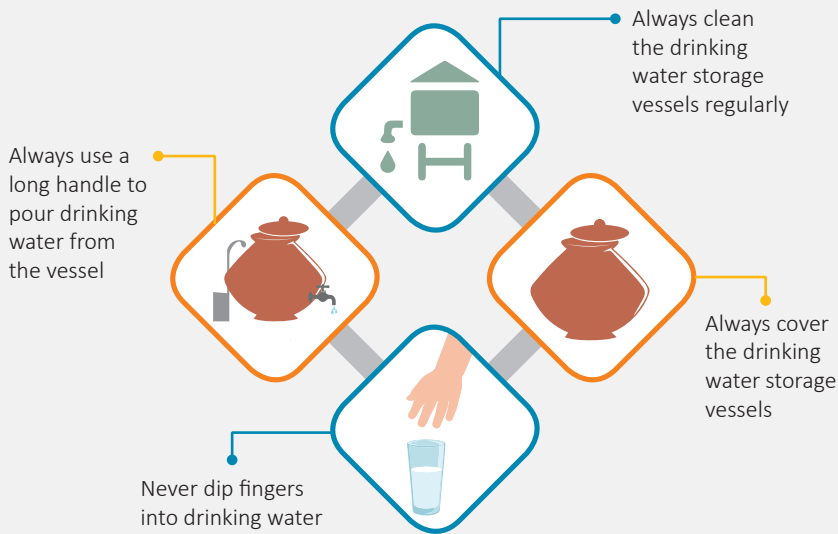 Always clean
the drinking
water storage
vessels regularly
Always use a
long handle to
pour drinking
water from
the vessel
Always cover
the drinking
water storage
vessels
Never dip fingers
into drinking water